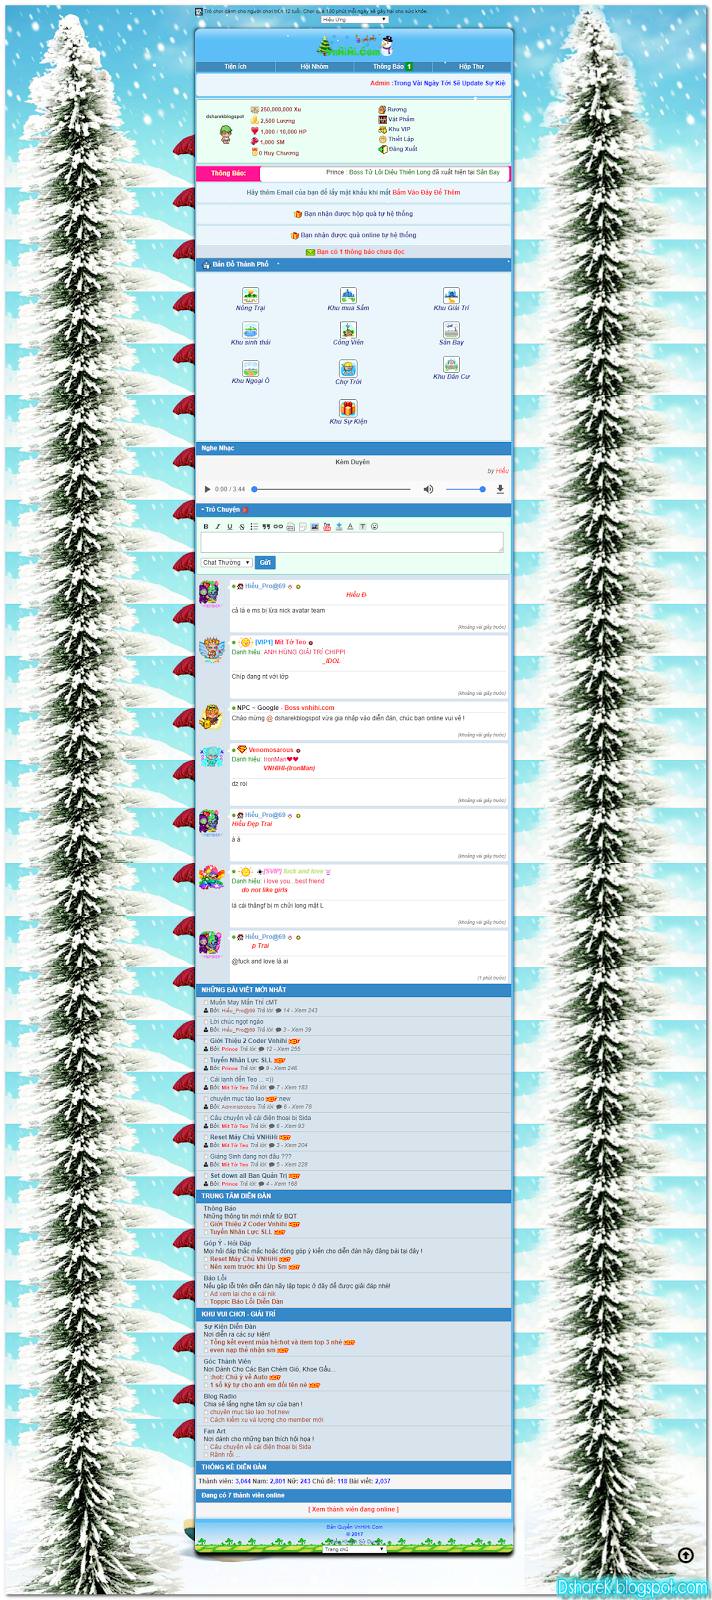 Trò chơi dành cho người chơi trên 12 tuổi. Chơi quá 180 phút mỗi ngày sẽ gây hại cho sức khỏe.
Hiệu Ứng
VnHiHi.Com
Tiện ích
Hội Nhóm
Thông Báo 1
Hộp Thư
Admin :Trong Vài Ngày Tới Sẽ Update Sự Kiệ
dsharekblogspot
250,000,000 Xu
2,500 Lượng
1,000 / 10,000 HP
1,000 SM
0 Huy Chương
Rương
Vật Phẩm
Khu VIP
Thiết Lập
Đăng Xuất
Thông Báo:
Prince : Boss Tử Lôi Diệu Thiên Long đã xuất hiện tại Sân Bay
Hãy thêm Email của bạn để lấy mật khẩu khi mất Bấm Vào Đây Để Thêm
Bạn nhận được hộp quà từ hệ thống
Bạn nhận được quà online từ hệ thống
Bạn có 1 thông báo chưa đọc
Bản Đồ Thành Phố
Nông Trại
Khu mua Sắm
Khu Giải Trí
Khu sinh thái
Công Viên
Sân Bay
Khu Ngoại Ô
Chợ Trời
Khu Dân Cư
Khu Sự Kiện
Nghe Nhạc
Kém Duyên
by Hiếu
0:00 / 3:44
• Trò Chuyện
B I U S
Chat Thường
Gửi
Hiếu_Pro@69
Hiếu Đ
cả lá e ms bị lừa nick avatar team
(khoảng vài giây trước)
[VIP1] Mít Tờ Teo
Danh hiệu: ANH HÙNG GIẢI TRÍ CHIPPI
_IDOL
Chip đang nt với lớp
(khoảng vài giây trước)
NPC ~ Google - Boss vnhihi.com
Chào mừng @ dsharekblogspot vừa gia nhập vào diễn đàn, chúc bạn online vui vẻ !
(khoảng vài giây trước)
Venomosarous
Danh hiệu: IronMan♥♥
VNHIHI-(IronMan)
dz roi
(khoảng vài giây trước)
Hiếu_Pro@69
Hiếu Đẹp Trai
à à
(khoảng vài giây trước)
[SVIP] fuck and love
Danh hiệu: i love you . best friend
do not like girls
lá cái thằngf bị m chửi long mặt L
(khoảng vài giây trước)
Hiếu_Pro@69
p Trai
@fuck and love là ai
(1 phút trước)
NHỮNG BÀI VIẾT MỚI NHẤT
Muốn May Mắn Thì cMT
Bởi: Hiếu_Pro@69 Trả lời: 14 - Xem 243
Lời chúc ngọt ngào
Bởi: Hiếu_Pro@69 Trả lời: 3 - Xem 39
Giới Thiệu 2 Coder Vnhihi HOT
Bởi: Prince Trả lời: 12 - Xem 255
Tuyển Nhân Lực SLL HOT
Bởi: Prince Trả lời: 9 - Xem 246
Cái lạnh đến Teo ... =))
Bởi: Mít Tờ Teo Trả lời: 7 - Xem 183
chuyên mục táo lao HOT new
Bởi: Administrators Trả lời: 6 - Xem 78
Câu chuyện về cái điện thoại bị Sida
Bởi: Mít Tờ Teo Trả lời: 6 - Xem 93
Reset Máy Chủ VNHiHi HOT
Bởi: Mít Tờ Teo Trả lời: 3 - Xem 204
Giáng Sinh đang nơi đâu ???
Bởi: Mít Tờ Teo Trả lời: 5 - Xem 228
Set down all Ban Quản Trị HOT
Bởi: Prince Trả lời: 4 - Xem 168
TRUNG TÂM DIỄN ĐÀN
Thông Báo
Những thông tin mới nhất từ BQT
Giới Thiệu 2 Coder Vnhihi HOT
Tuyển Nhân Lực SLL HOT
Góp Ý - Hỏi Đáp
Mọi hỏi đáp thắc mắc hoặc đóng góp ý kiến cho diễn đàn hãy đăng bài tại đây !
Reset Máy Chủ VNHiHi HOT
Nên xem trước khi Úp Sm HOT
Báo Lỗi
Nếu gặp lỗi trên diễn đàn hãy lập topic ở đây để được giải đáp nhé!
Ad xem lại cho e cái nik
Toppic Báo Lỗi Diễn Đàn
KHU VUI CHƠI - GIẢI TRÍ
Sự Kiện Diễn Đàn
Nơi diễn ra các sự kiện!
Tổng kết event mùa hè:hot và item top 3 nhé HOT
even nạp thẻ nhận sm HOT
Góc Thành Viên
Nơi Dành Cho Các Bạn Chém Gió, Khoe Gấu...
:hot: Chú ý về Auto HOT
1 số ký tự cho anh em đổi tên nè HOT
Blog Radio
Chia sẻ lắng nghe tâm sự của bạn !
chuyên mục táo lao :hot:new
Cách kiếm xu và lượng cho member mới
Fan Art
Nơi dành cho những bạn thích hội họa !
Câu chuyện về cái điện thoại bị Sida
Rảnh rỗi ...
THỐNG KÊ DIỄN ĐÀN
Thành viên: 3,044 Nam: 2,801 Nữ: 243 Chủ đề: 118 Bài viết: 2,037
Đang có 7 thành viên online
[ Xem thành viên đang online ]
Bản Quyền VnHihi.Com
© 2017
Trang chủ
DshareK.blogspot.com